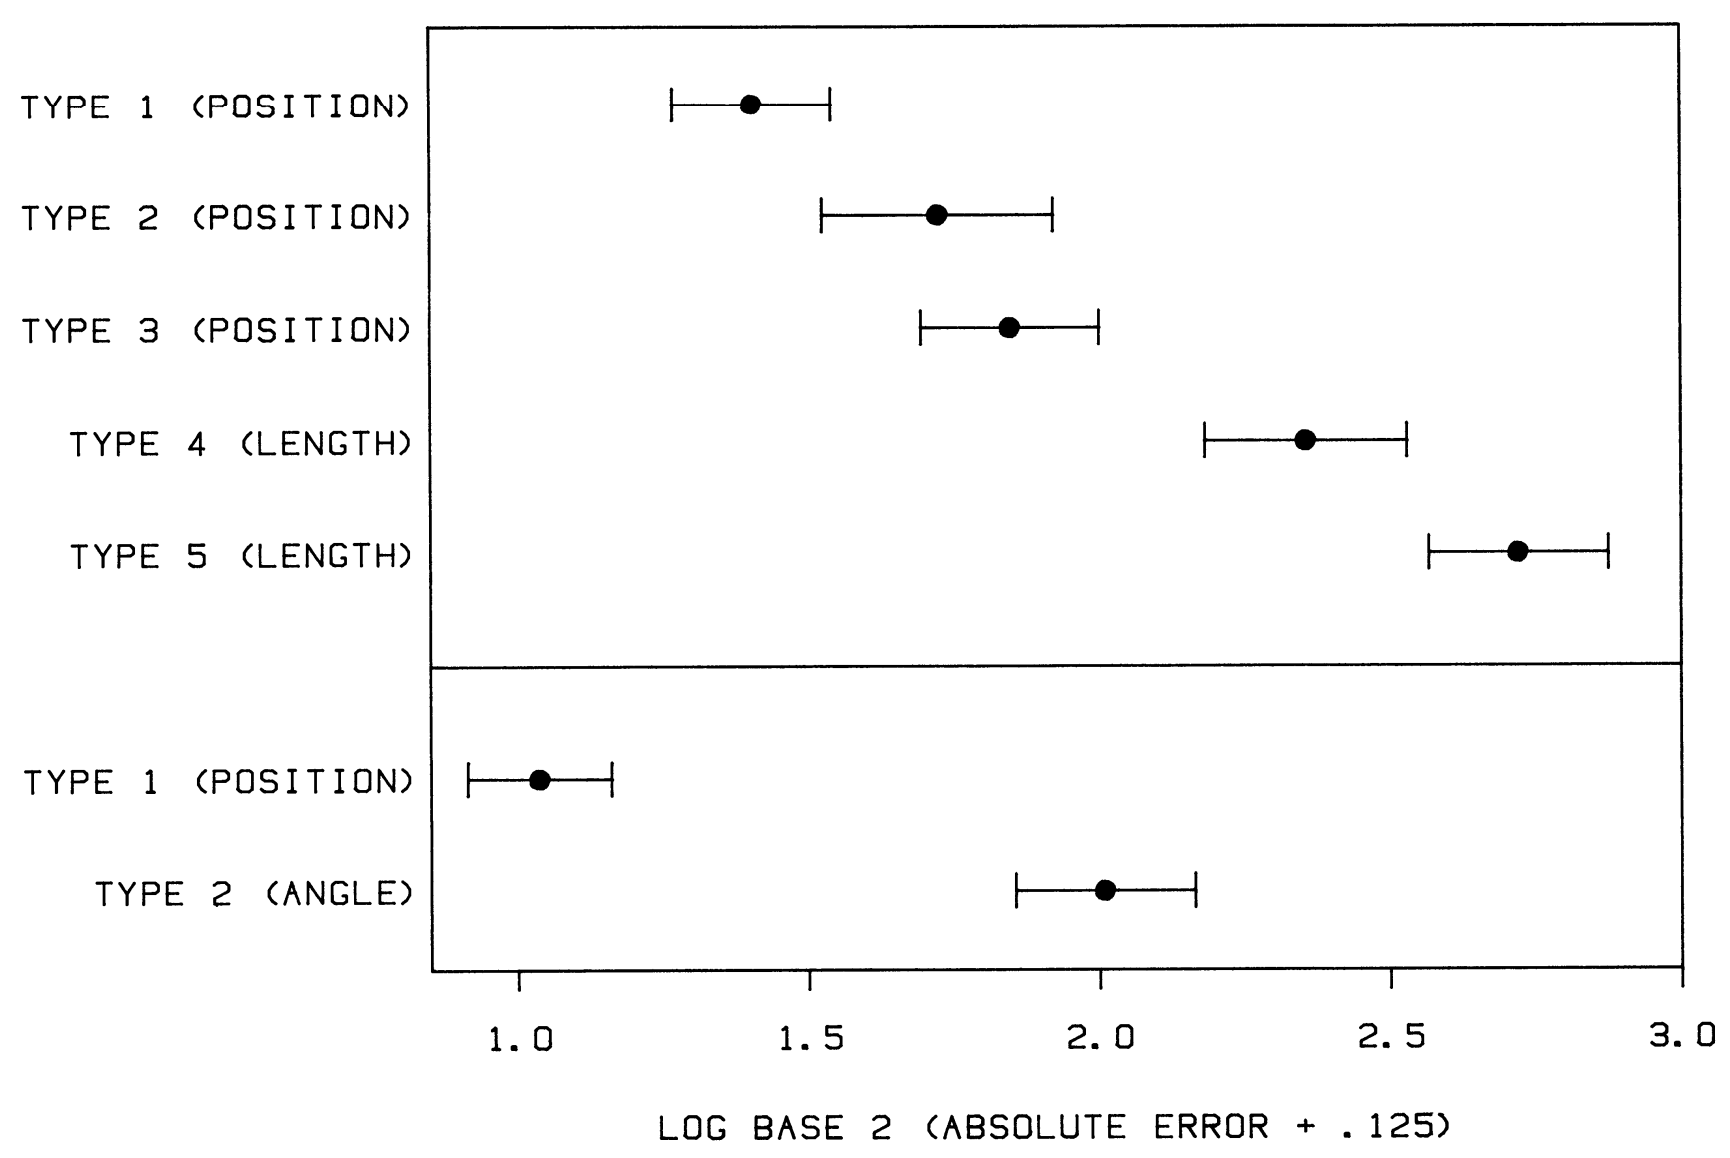 TYPE 1 (POSITION)
TYPE 2 (POSITION)
TYPE 3 (POSITION)
TYPE 4 (LENGTH)
TYPE 5 (LENGTH)
TYPE 1 (POSITION)
TYPE 2 (ANGLE)
1.0 1.5 2.0 2.5 3.0
LOG BASE 2 (ABSOLUTE ERROR + .125)